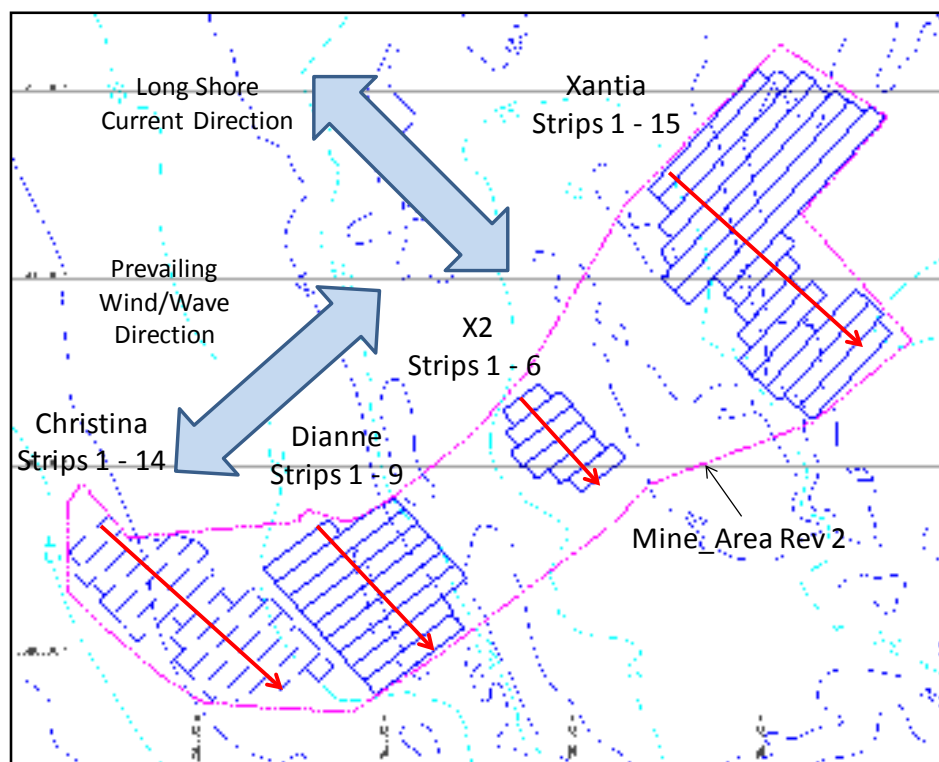 Long Shore
Current Direction
Xantia
Strips 1 - 15
Prevailing
Wind/Wave
Direction
X2
Strips 1 - 6
Christina
Strips 1 - 14
Dianne
Strips 1 - 9
Mine_Area Rev 2